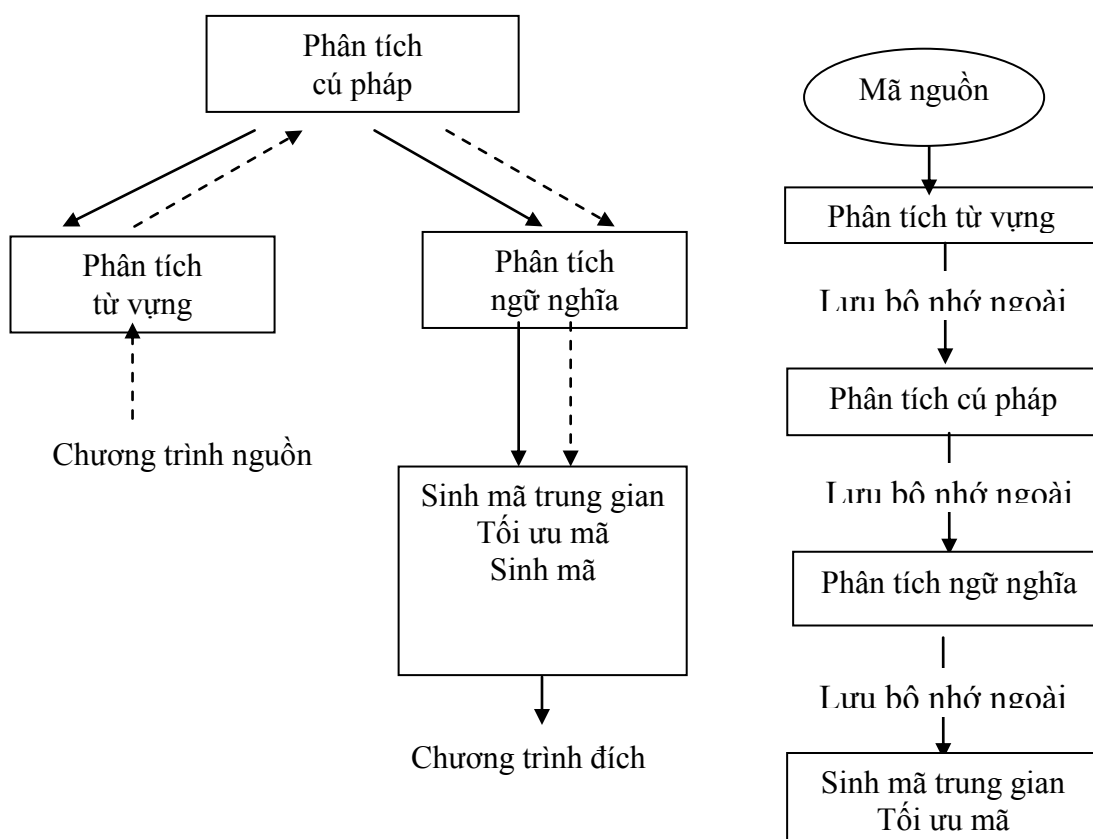 Phân tích
cú pháp
Phân tích
từ vựng
Phân tích
ngữ nghĩa
Chương trình nguồn
Sinh mã trung gian
Tối ưu mã
Sinh mã
Chương trình đích
Mã nguồn
Phân tích từ vựng
Lưu bô nhớ ngoài
Phân tích cú pháp
Lưu bô nhớ ngoài
Phân tích ngữ nghĩa
Lưu bô nhớ ngoài
Sinh mã trung gian
Tối ưu mã